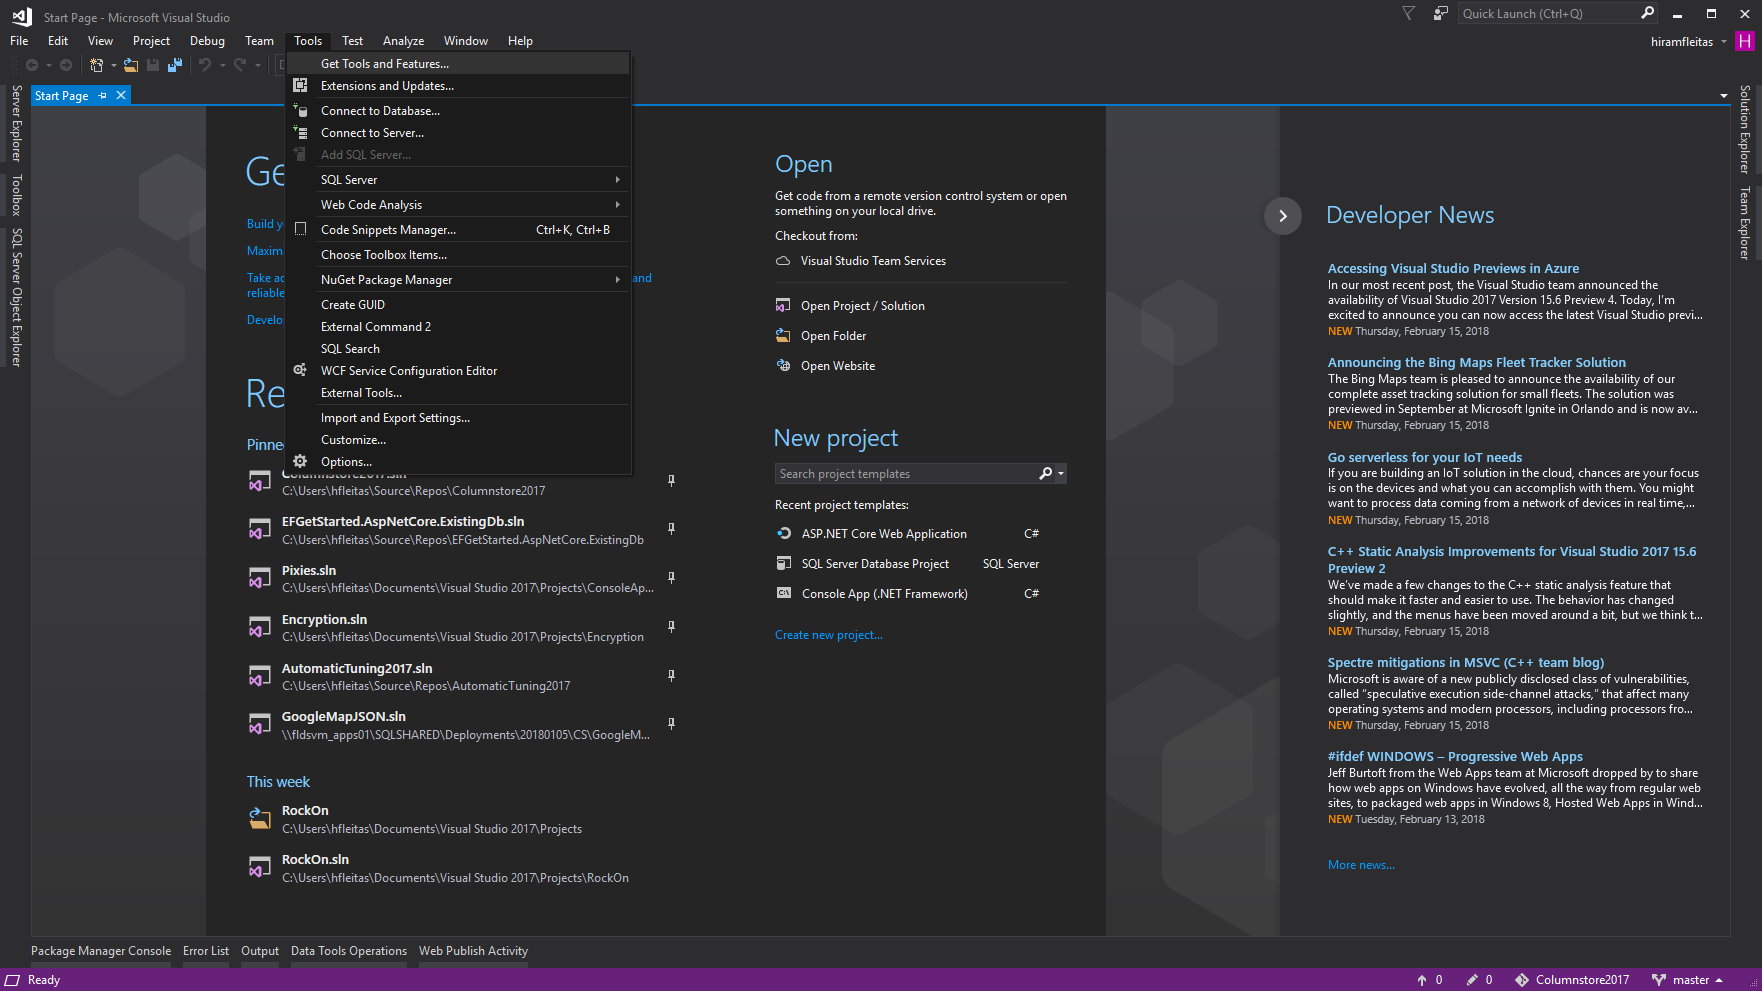 Start Page - Microsoft Visual Studio
Quick Launch (Ctrl+Q)
File Edit View Project Debug Team Tools Test Analyze Window Help
hiramfleitas
H
Start Page
Server Explorer
Toolbox
SQL Server Object Explorer
Solution Explorer
Team Explorer
Get Tools and Features...
Extensions and Updates...
Connect to Database...
Connect to Server...
Add SQL Server...
SQL Server
Web Code Analysis
Code Snippets Manager... Ctrl+K, Ctrl+B
Choose Toolbox Items...
NuGet Package Manager
Create GUID
External Command 2
SQL Search
WCF Service Configuration Editor
External Tools...
Import and Export Settings...
Customize...
Options...
Ge
Build
Maxim
Take ac
and
reliable
Develo
Re
Pinne
C:\Users\hfleitas\Source\Repos\Columnstore2017
EFGetStarted.AspNetCore.ExistingDb.sln
C:\Users\hfleitas\Source\Repos\EFGetStarted.AspNetCore.ExistingDb
Pixies.sln
C:\Users\hfleitas\Documents\Visual Studio 2017\Projects\ConsoleAp...
Encryption.sln
C:\Users\hfleitas\Documents\Visual Studio 2017\Projects\Encryption
AutomaticTuning2017.sln
C:\Users\hfleitas\Source\Repos\AutomaticTuning2017
GoogleMapJSON.sln
\\fldsvm_apps01\SQLSHARED\Deployments\20180105\CS\GoogleM...
This week
RockOn
C:\Users\hfleitas\Documents\Visual Studio 2017\Projects
RockOn.sln
C:\Users\hfleitas\Documents\Visual Studio 2017\Projects\RockOn
Open
Get code from a remote version control system or open
something on your local drive.
Checkout from:
Visual Studio Team Services
Open Project / Solution
Open Folder
Open Website
New project
Search project templates
Recent project templates:
ASP.NET Core Web Application C#
SQL Server Database Project SQL Server
Console App (.NET Framework) C#
Create new project...
Developer News
Accessing Visual Studio Previews in Azure
In our most recent post, the Visual Studio team announced the
availability of Visual Studio 2017 Version 15.6 Preview 4. Today, I'm
excited to announce you can now access the latest Visual Studio previ...
NEW Thursday, February 15, 2018
Announcing the Bing Maps Fleet Tracker Solution
The Bing Maps team is pleased to announce the availability of our
complete asset tracking solution for small fleets. The solution was
previewed in September at Microsoft Ignite in Orlando and is now av...
NEW Thursday, February 15, 2018
Go serverless for your IoT needs
If you are building an IoT solution in the cloud, chances are your focus
is on the devices and what you can accomplish with them. You might
want to process data coming from a network of devices in real time,...
NEW Thursday, February 15, 2018
C++ Static Analysis Improvements for Visual Studio 2017 15.6
Preview 2
We've made a few changes to the C++ static analysis feature that
should make it faster and easier to use. The behavior has changed
slightly, and the menus have been moved around a bit, but we think t...
NEW Thursday, February 15, 2018
Spectre mitigations in MSVC (C++ team blog)
Microsoft is aware of a new publicly disclosed class of vulnerabilities,
called “speculative execution side-channel attacks,” that affect many
operating systems and modern processors, including processors fro...
NEW Thursday, February 15, 2018
#ifdef WINDOWS – Progressive Web Apps
Jeff Burtoft from the Web Apps team at Microsoft dropped by to share
how web apps on Windows have evolved, all the way from regular web
sites, to packaged web apps in Windows 8, Hosted Web Apps in Wind...
NEW Tuesday, February 13, 2018
More news...
Package Manager Console Error List Output Data Tools Operations Web Publish Activity
Ready
0 0 Columnstore2017 master